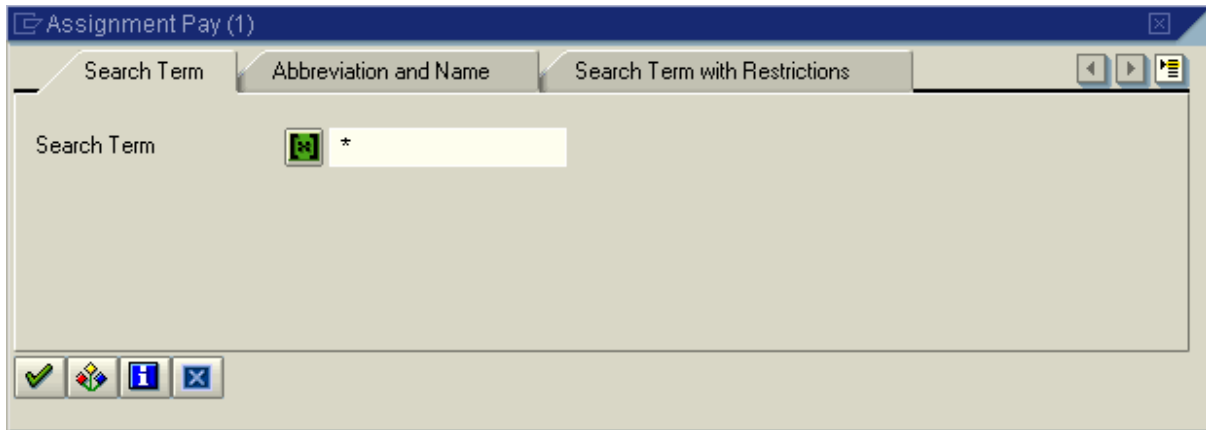 Assignment Pay (1)
Search Term Abbreviation and Name Search Term with Restrictions
Search Term *